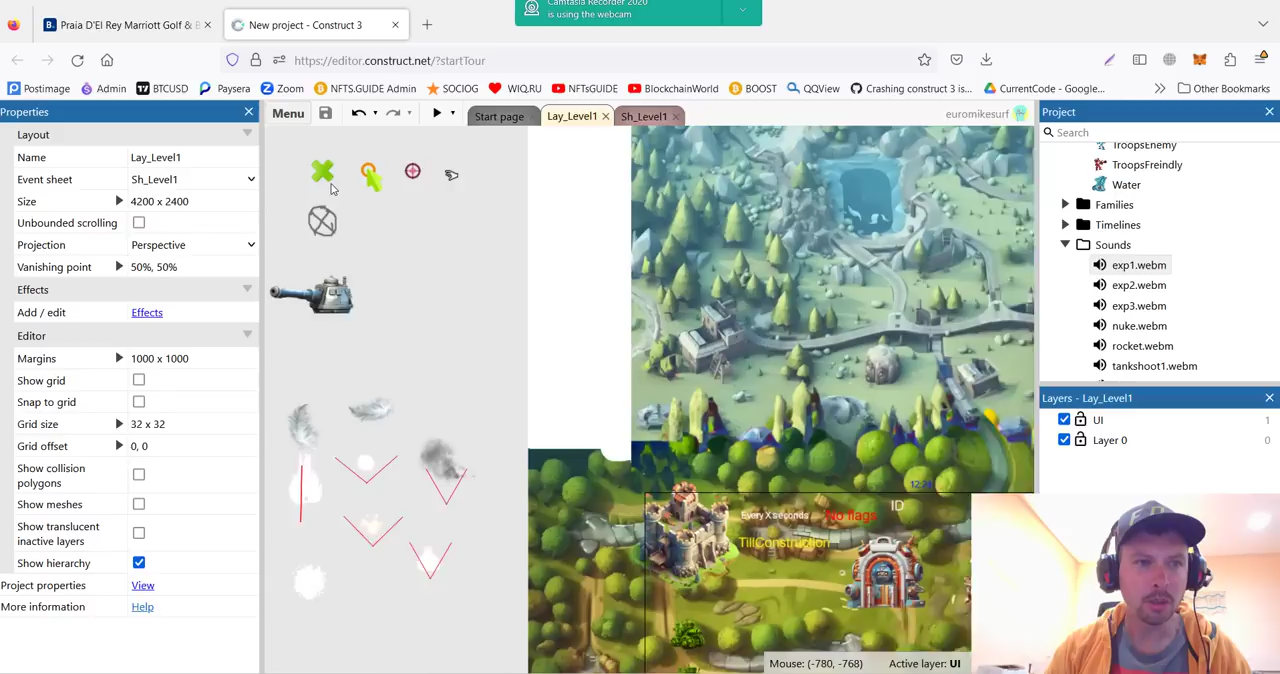 Camtasia Recorder 2020
is using the webcam
Praia D'El Rey Marriott Golf & B
New project - Construct 3
https://editor.construct.net/?startTour
Postimage
Admin
BTCUSD
Paysera
Zoom
NFTS.GUIDE Admin
SOCIOG
WIQ.RU
NFTsGUIDE
BlockchainWorld
BOOST
QQView
Crashing construct 3 is...
CurrentCode - Google...
Other Bookmarks
Properties
Menu
Start page
Lay_Level1
Sh_Level1
euromikesurf
Project
Layout
Name Lay_Level1
Event sheet Sh_Level1
Size 4200 x 2400
Unbounded scrolling
Projection Perspective
Vanishing point 50%, 50%
Effects
Add / edit Effects
Editor
Margins 1000 x 1000
Show grid
Snap to grid
Grid size 32 x 32
Grid offset 0, 0
Show collision
polygons
Show meshes
Show translucent
inactive layers
Show hierarchy
Project properties View
More information Help
12:24
Every X seconds
No flags
ID
TillConstruction
Mouse: (-780, -768)
Active layer: UI
Search
TroopsEnemy
TroopsFreindly
Water
Families
Timelines
Sounds
exp1.webm
exp2.webm
exp3.webm
nuke.webm
rocket.webm
tankshoot1.webm
Layers - Lay_Level1
UI 1
Layer 0 0